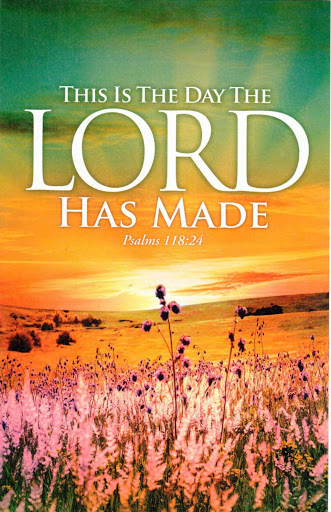 This Is The Day The
LORD
Has Made
Psalms 118:24